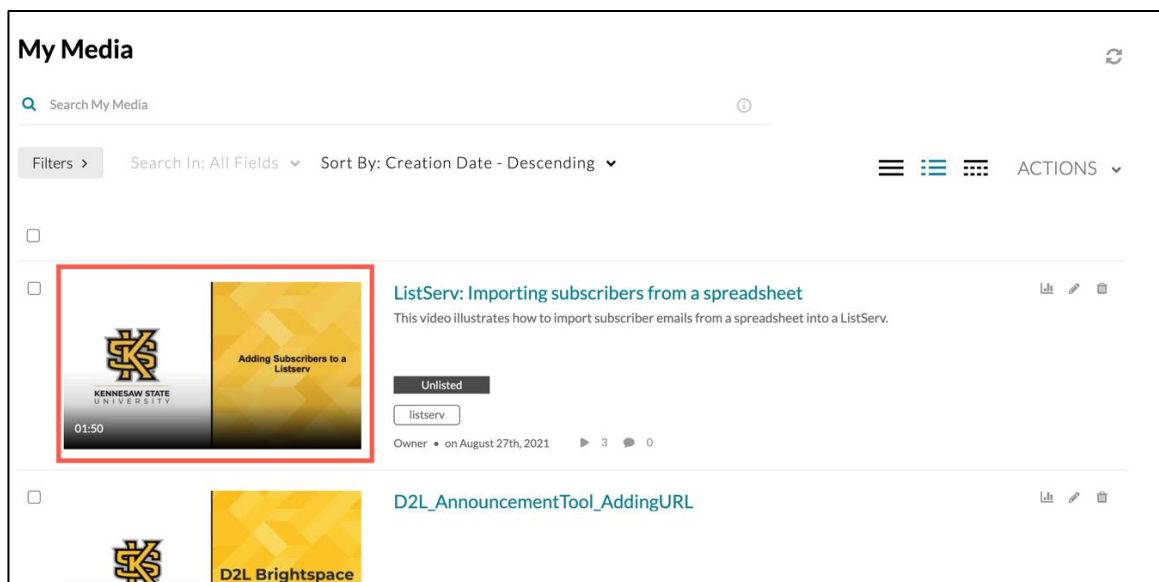 My Media
Search My Media
Filters >
Search In: All Fields
Sort By: Creation Date - Descending
ACTIONS
ListServ: Importing subscribers from a spreadsheet
This video illustrates how to import subscriber emails from a spreadsheet into a ListServ.
KS
Adding Subscribers to a
Listserv
KENNESAW STATE
UNIVERSITY
01:50
Unlisted
listserv
Owner • on August 27th, 2021 3 0
D2L_AnnouncementTool_AddingURL
KS
D2L Brightspace